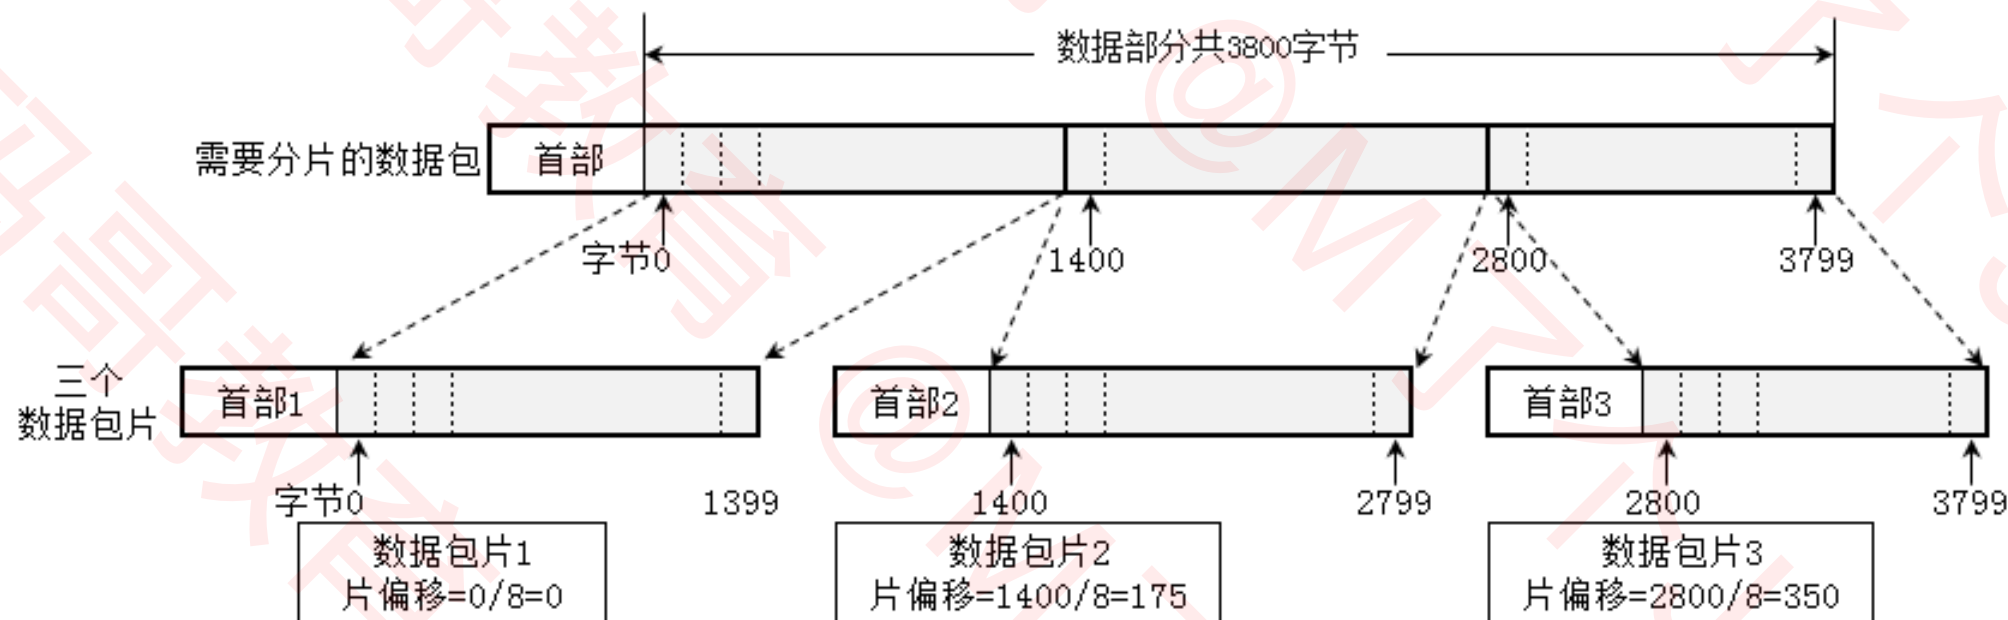 数据部分共3800字节
需要分片的数据包
首部
字节0
1400
2800
3799
三个
数据包片
首部1
首部2
首部3
字节0
1399
1400
2799
2800
3799
数据包片1
片偏移=0/8=0
数据包片2
片偏移=1400/8=175
数据包片3
片偏移=2800/8=350